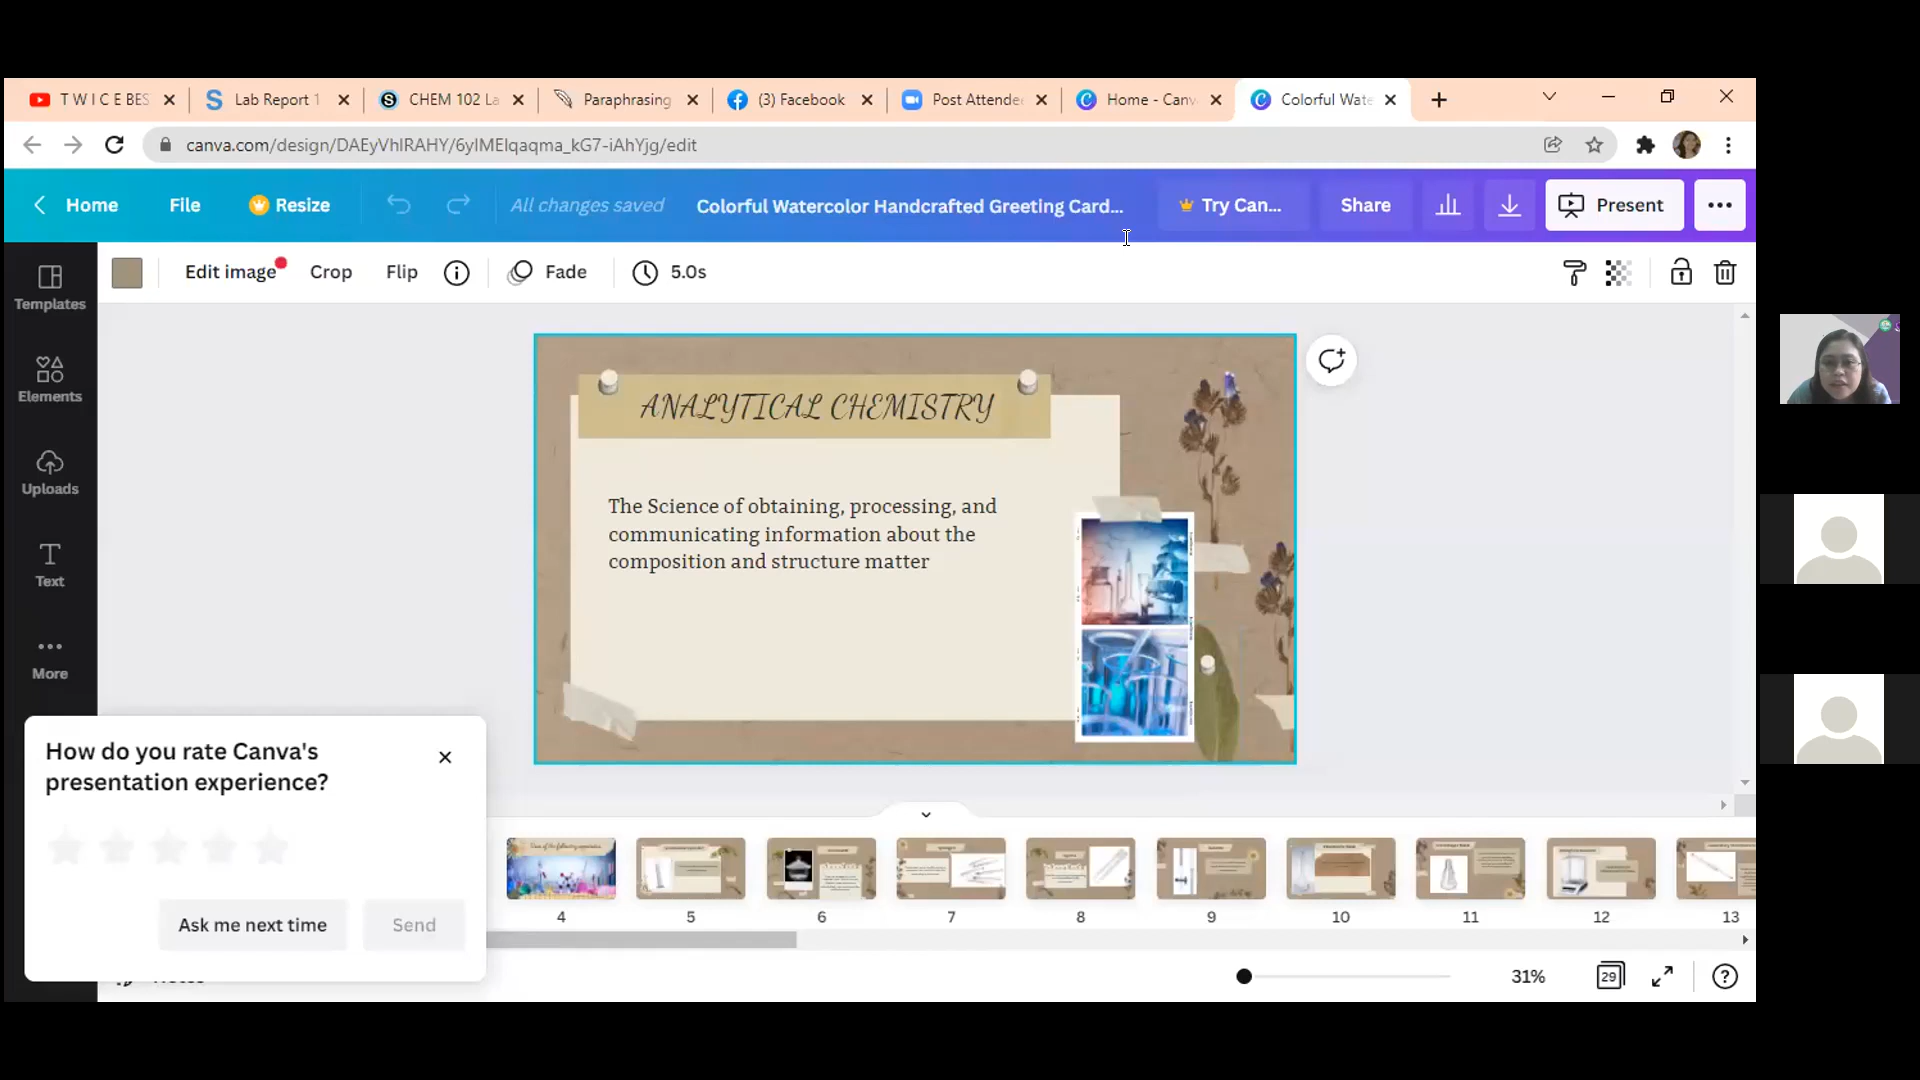 T W I C E BES
Lab Report 1
CHEM 102 La
Paraphrasing
(3) Facebook
Post Attende
Home - Canv
Colorful Wate
canva.com/design/DAEyVhlRAHY/6ylMElqaqma_kG7-iAhYjg/edit
Home
File
Resize
All changes saved
Colorful Watercolor Handcrafted Greeting Card...
Try Can...
Share
Present
Edit image
Crop
Flip
Fade
5.0s
Templates
Elements
Uploads
Text
More
ANALYTICAL CHEMISTRY
The Science of obtaining, processing, and
communicating information about the
composition and structure matter
How do you rate Canva's
presentation experience?
Ask me next time
Send
4
5
6
7
8
9
10
11
12
13
31%
29